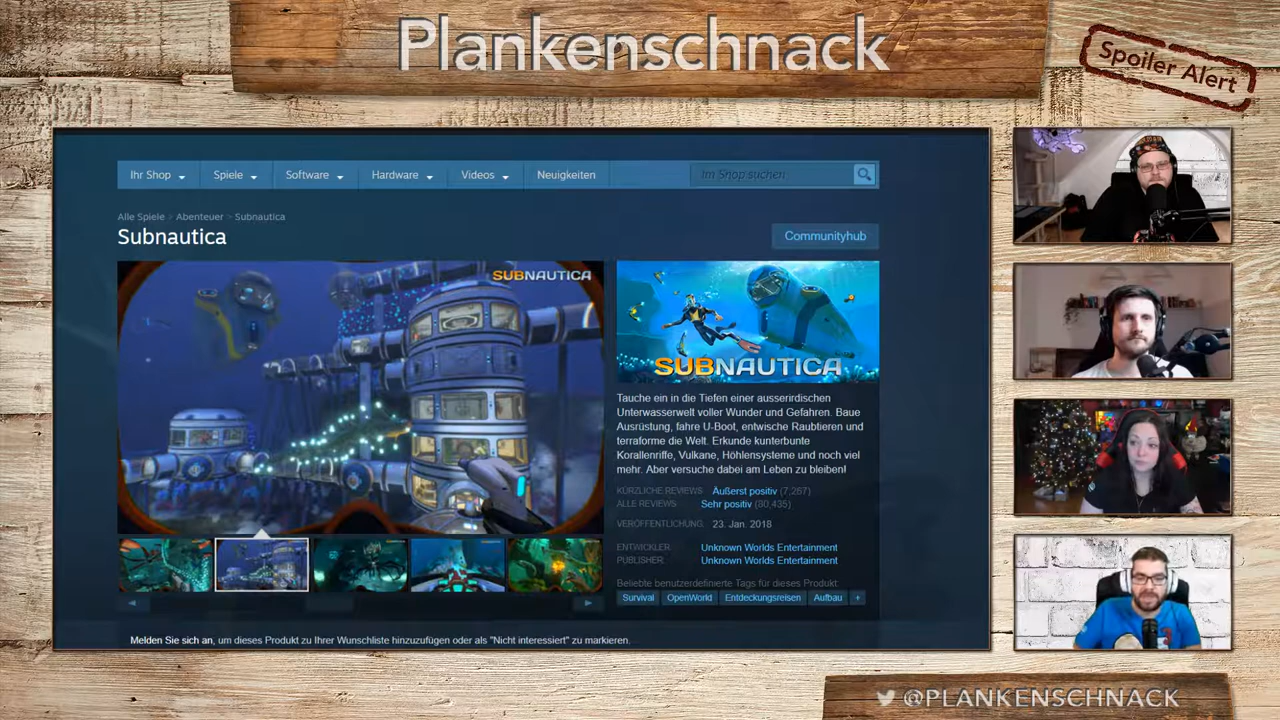 Plankenschnack
Spoiler Alert
Ihr Shop
Spiele
Software
Hardware
Videos
Neuigkeiten
Im Shop suchen
Alle Spiele > Abenteuer > Subnautica
Subnautica
Communityhub
SUBNAUTICA
SUBNAUTICA
Tauche ein in die Tiefen einer ausserirdischen
Unterwasserwelt voller Wunder und Gefahren. Baue
Ausrüstung, fahre U-Boot, entwische Raubtieren und
terraforme die Welt. Erkunde kunterbunte
Korallenriffe, Vulkane, Höhlensysteme und noch viel
mehr. Aber versuche dabei am Leben zu bleiben!
KÜRZLICHE REVIEWS: Äußerst positiv (7,267)
ALLE REVIEWS: Sehr positiv (80,435)
VERÖFFENTLICHUNG: 23. Jan. 2018
ENTWICKLER: Unknown Worlds Entertainment
PUBLISHER: Unknown Worlds Entertainment
Beliebte benutzerdefinierte Tags für dieses Produkt
Survival OpenWorld Entdeckungsreisen Aufbau +
Melden Sie sich an, um dieses Produkt zu Ihrer Wunschliste hinzuzufügen oder als "Nicht interessiert" zu markieren.
@PLANKENSCHNACK